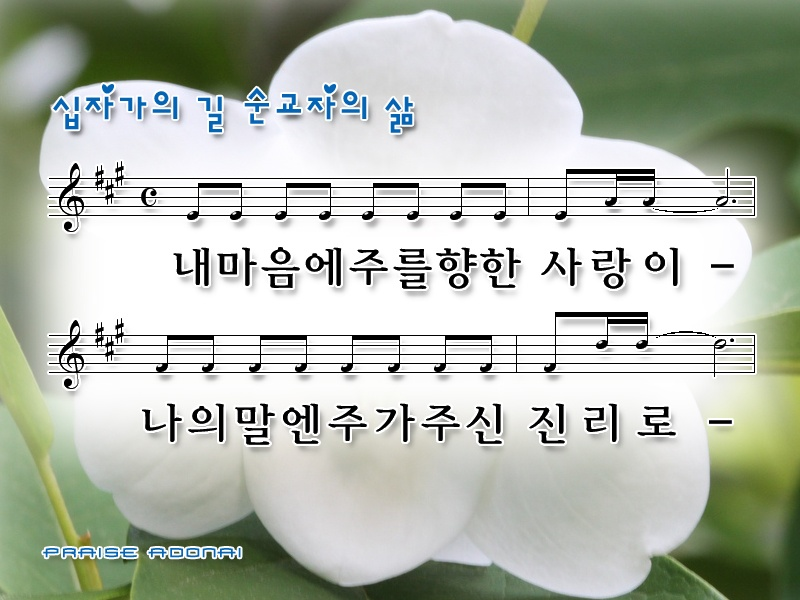 십자가의 길 순교자의 삶
내마음에주를향한 사랑이 –
나의말엔주가주신 진리로 –
PRAISE ADONAI